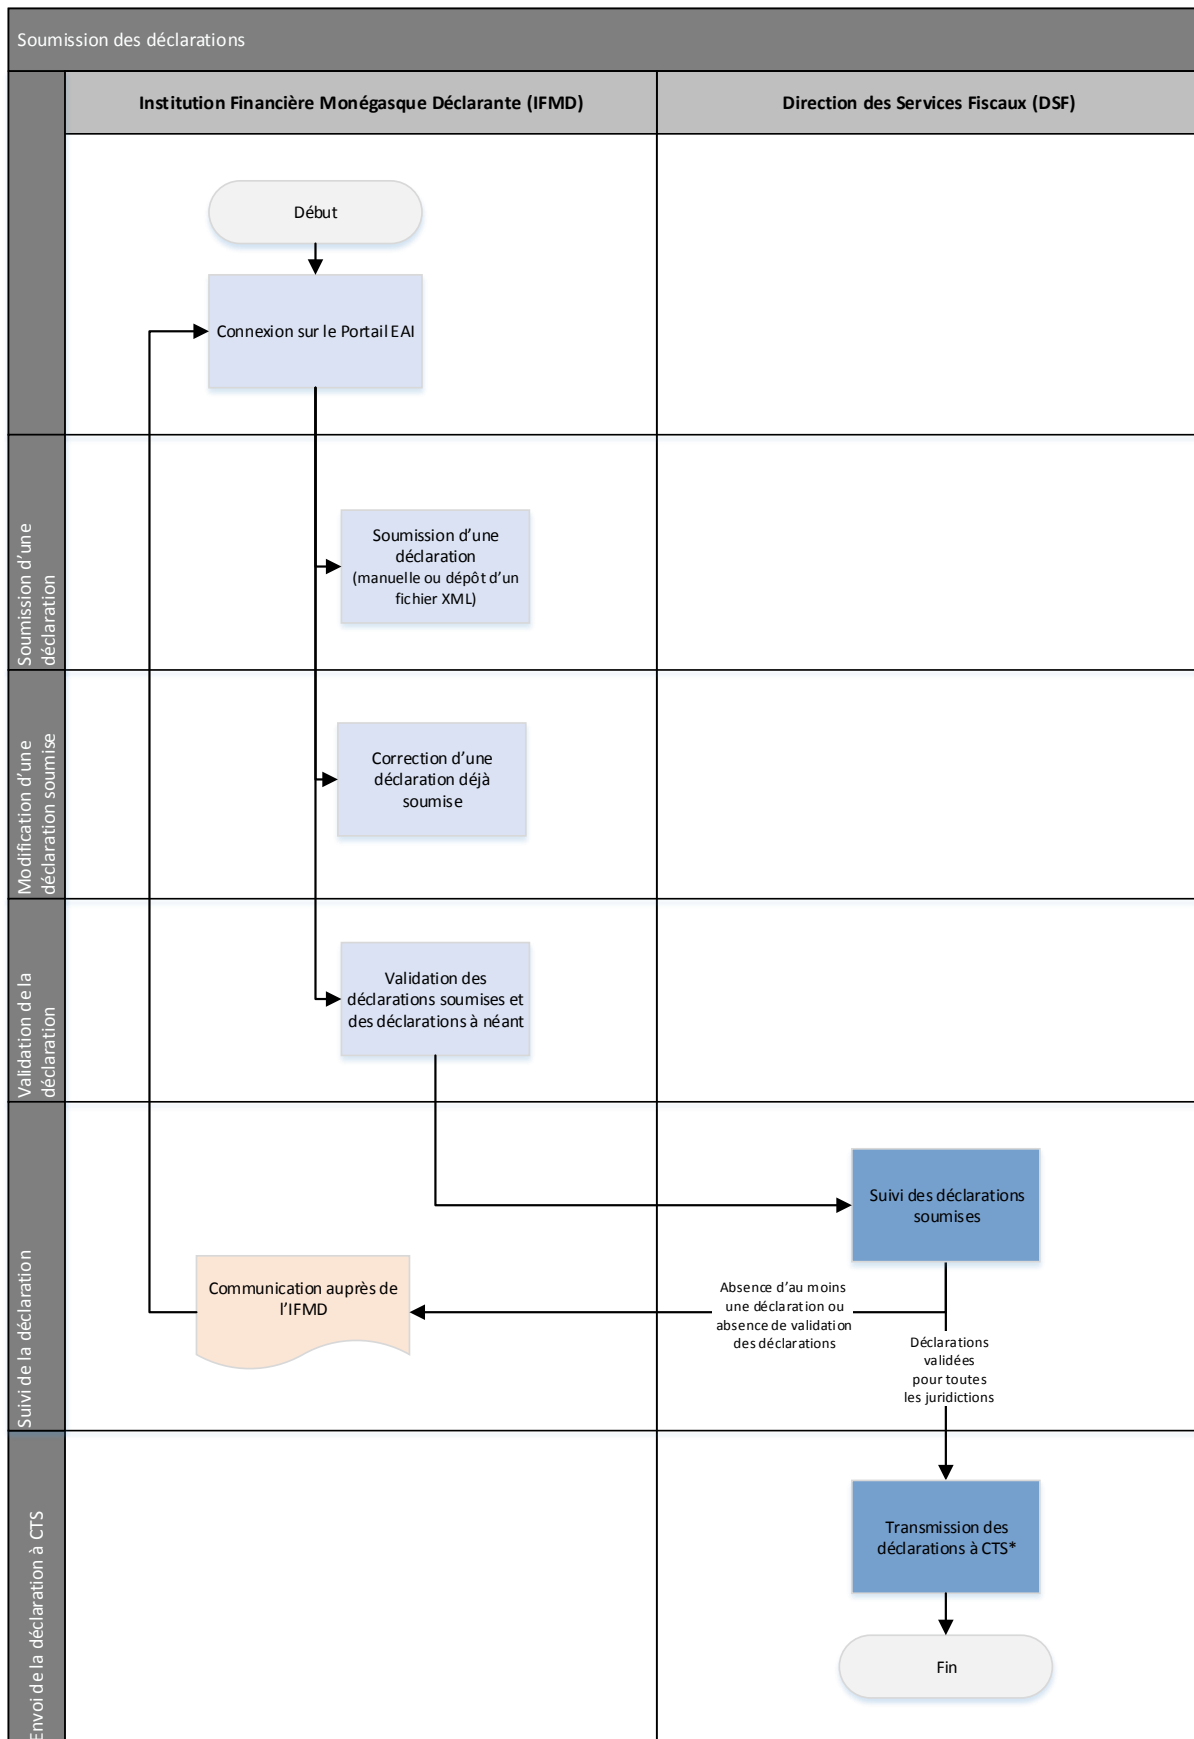 Soumission des déclarations
Institution Financière Monégasque Déclarante (IFMD)
Direction des Services Fiscaux (DSF)
Début
Connexion sur le Portail EAI
Soumission d'une
déclaration
Soumission d'une
déclaration
(manuelle ou dépôt d'un
fichier XML)
Modification d'une
déclaration soumise
Correction d'une
déclaration déjà
soumise
Validation de la
déclaration
Validation des
déclarations soumises et
des déclarations à néant
Suivi de la déclaration
Suivi des déclarations
soumises
Communication auprès de
l'IFMD
Absence d'au moins
une déclaration ou
absence de validation
des déclarations
Déclarations
validées
pour toutes
les juridictions
Envoi de la déclaration à CTS
Transmission des
déclarations à CTS*
Fin